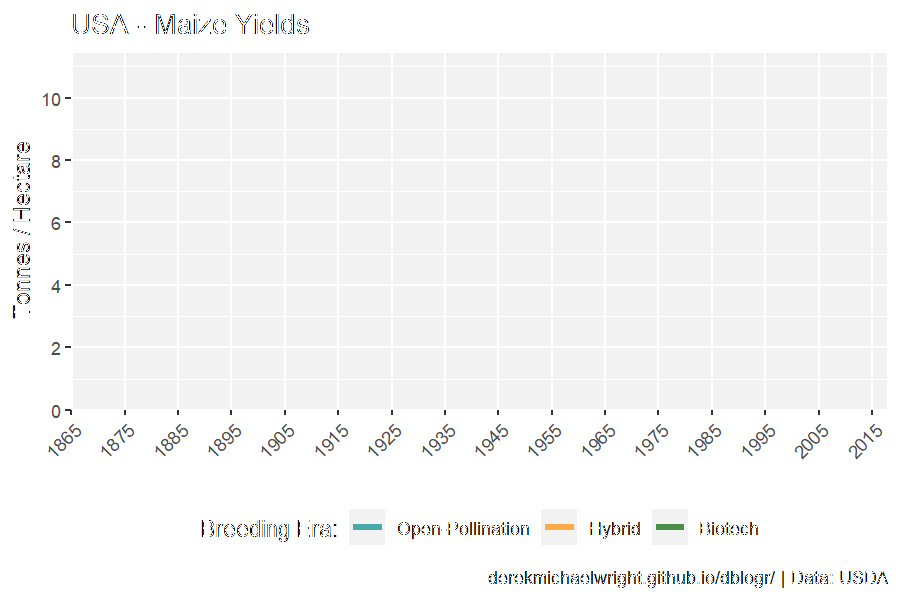 USA - Maize Yields
Tonnes / Hectare
10
8
6
4
2
0
1865 1875 1885 1895 1905 1915 1925 1935 1945 1955 1965 1975 1985 1995 2005 2015
Breeding Era: Open-Pollination Hybrid Biotech
derekmichaelwright.github.io/dblogr/ | Data: USDA